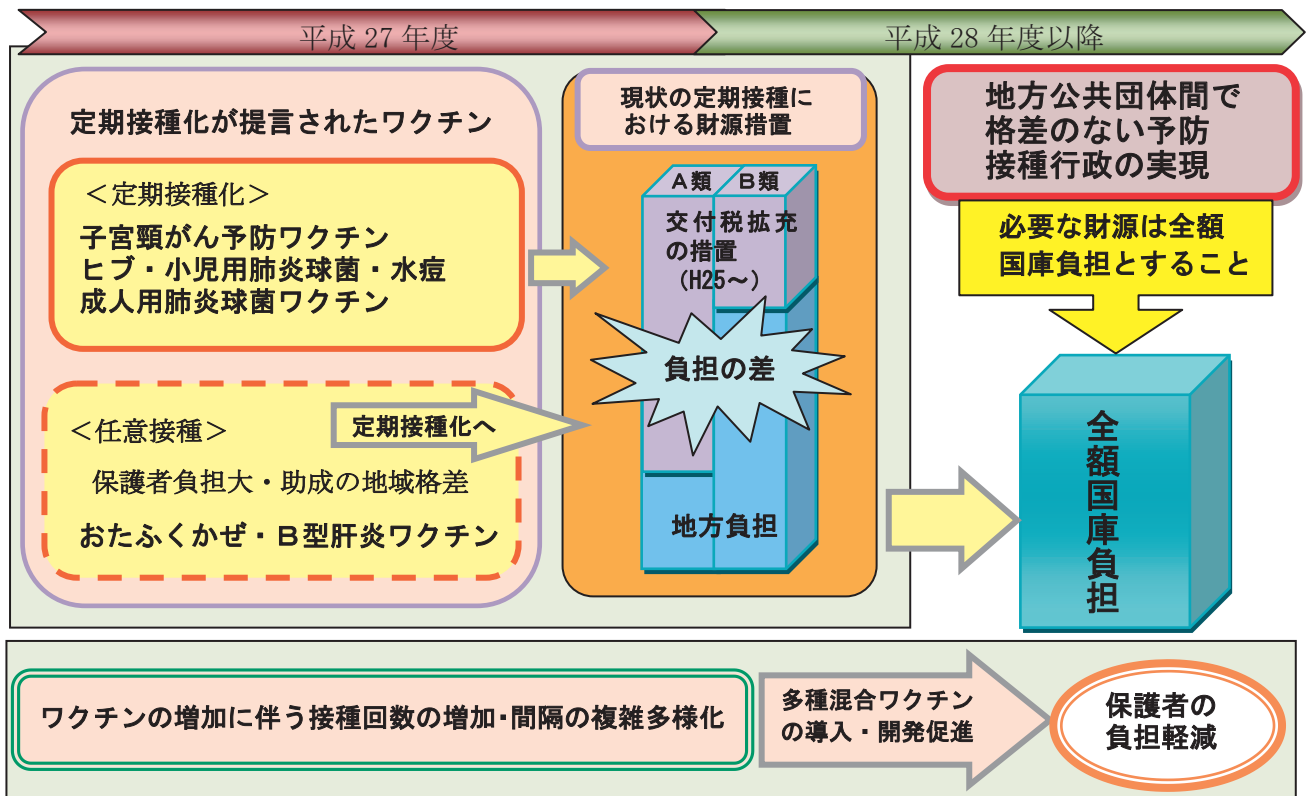 平成 27 年度
平成 28 年度以降
定期接種化が提言されたワクチン
＜定期接種化＞
子宮頸がん予防ワクチン
ヒブ・小児用肺炎球菌・水痘
成人用肺炎球菌ワクチン
＜任意接種＞
定期接種化へ
保護者負担大・助成の地域格差
おたふくかぜ・Ｂ型肝炎ワクチン
現状の定期接種に
おける財源措置
Ａ類
Ｂ類
交付税拡充
の措置
（H25～）
負担の差
地方負担
地方公共団体間で
格差のない予防
接種行政の実現
必要な財源は全額
国庫負担とすること
全額国庫負担
ワクチンの増加に伴う接種回数の増加・間隔の複雑多様化
多種混合ワクチン
の導入・開発促進
保護者の
負担軽減